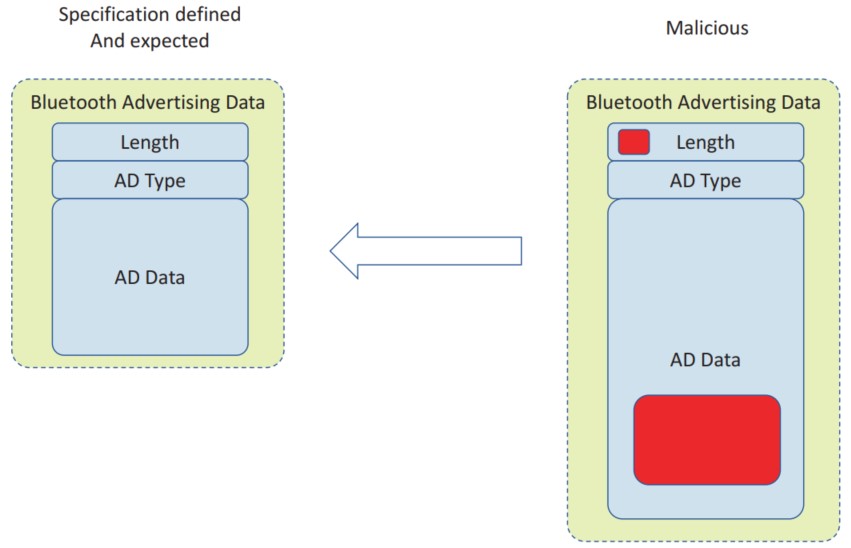 Specification defined
And expected
Bluetooth Advertising Data
Length
AD Type
AD Data
Malicious
Bluetooth Advertising Data
Length
AD Type
AD Data